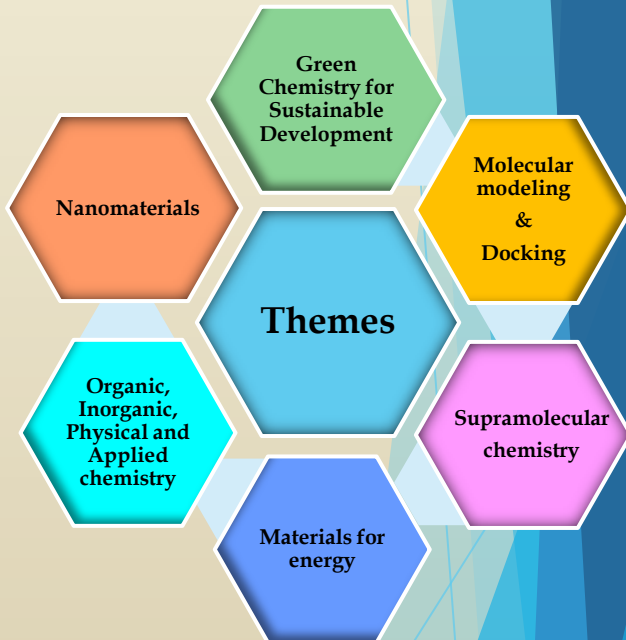 Green
Chemistry for
Sustainable
Development
Nanomaterials
Molecular
modeling
&
Docking
Themes
Organic,
Inorganic,
Physical and
Applied
chemistry
Supramolecular
chemistry
Materials for
energy